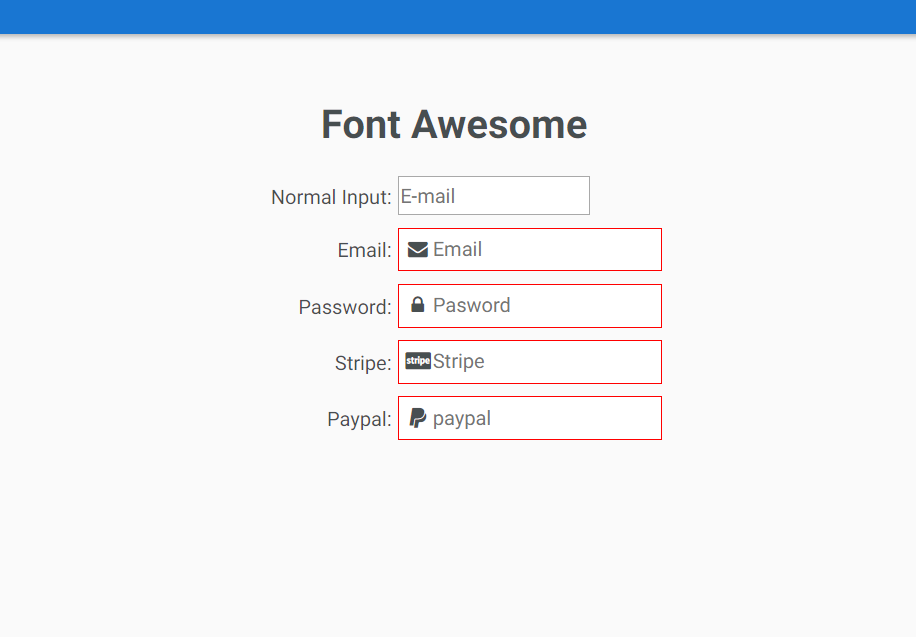 Font Awesome
Normal Input: E-mail
Email: Email
Password: Pasword
Stripe: stripe Stripe
Paypal: paypal